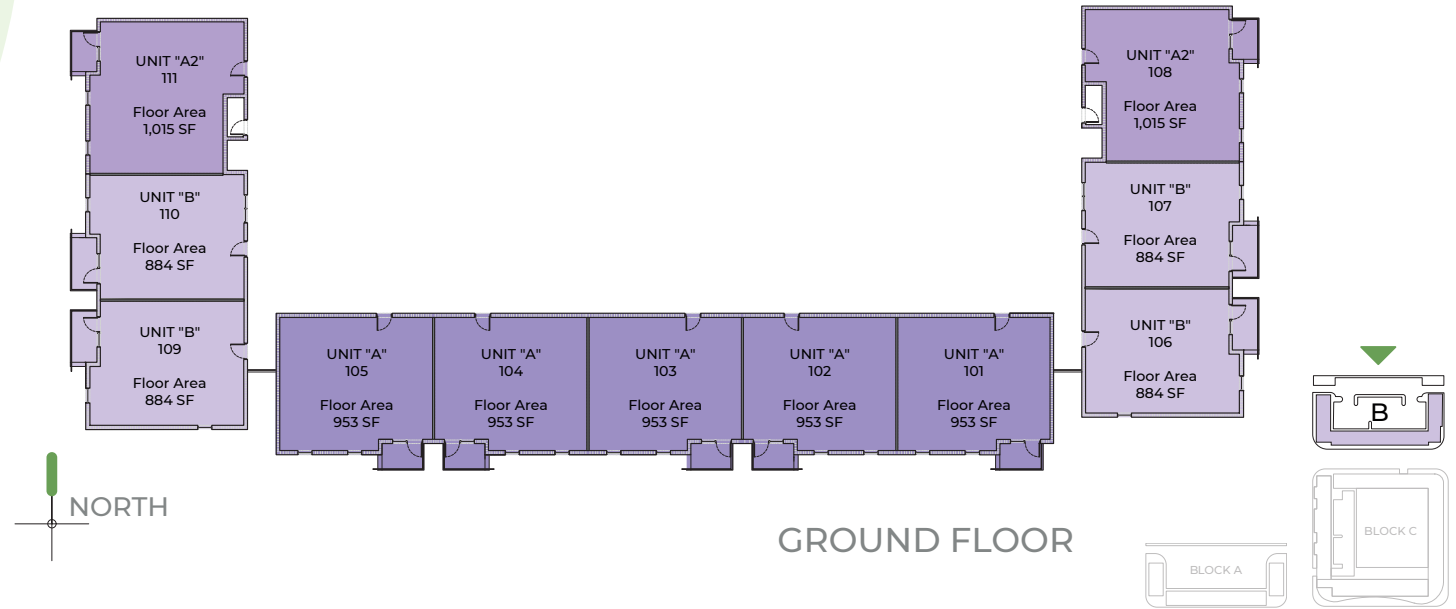 UNIT "A2"
111
Floor Area
1,015 SF
UNIT "B"
110
Floor Area
884 SF
UNIT "B"
109
Floor Area
884 SF
UNIT "A"
105
Floor Area
953 SF
UNIT "A"
104
Floor Area
953 SF
UNIT "A"
103
Floor Area
953 SF
UNIT "A"
102
Floor Area
953 SF
UNIT "A"
101
Floor Area
953 SF
UNIT "A2"
108
Floor Area
1,015 SF
UNIT "B"
107
Floor Area
884 SF
UNIT "B"
106
Floor Area
884 SF
B
NORTH
GROUND FLOOR
BLOCK C
BLOCK A